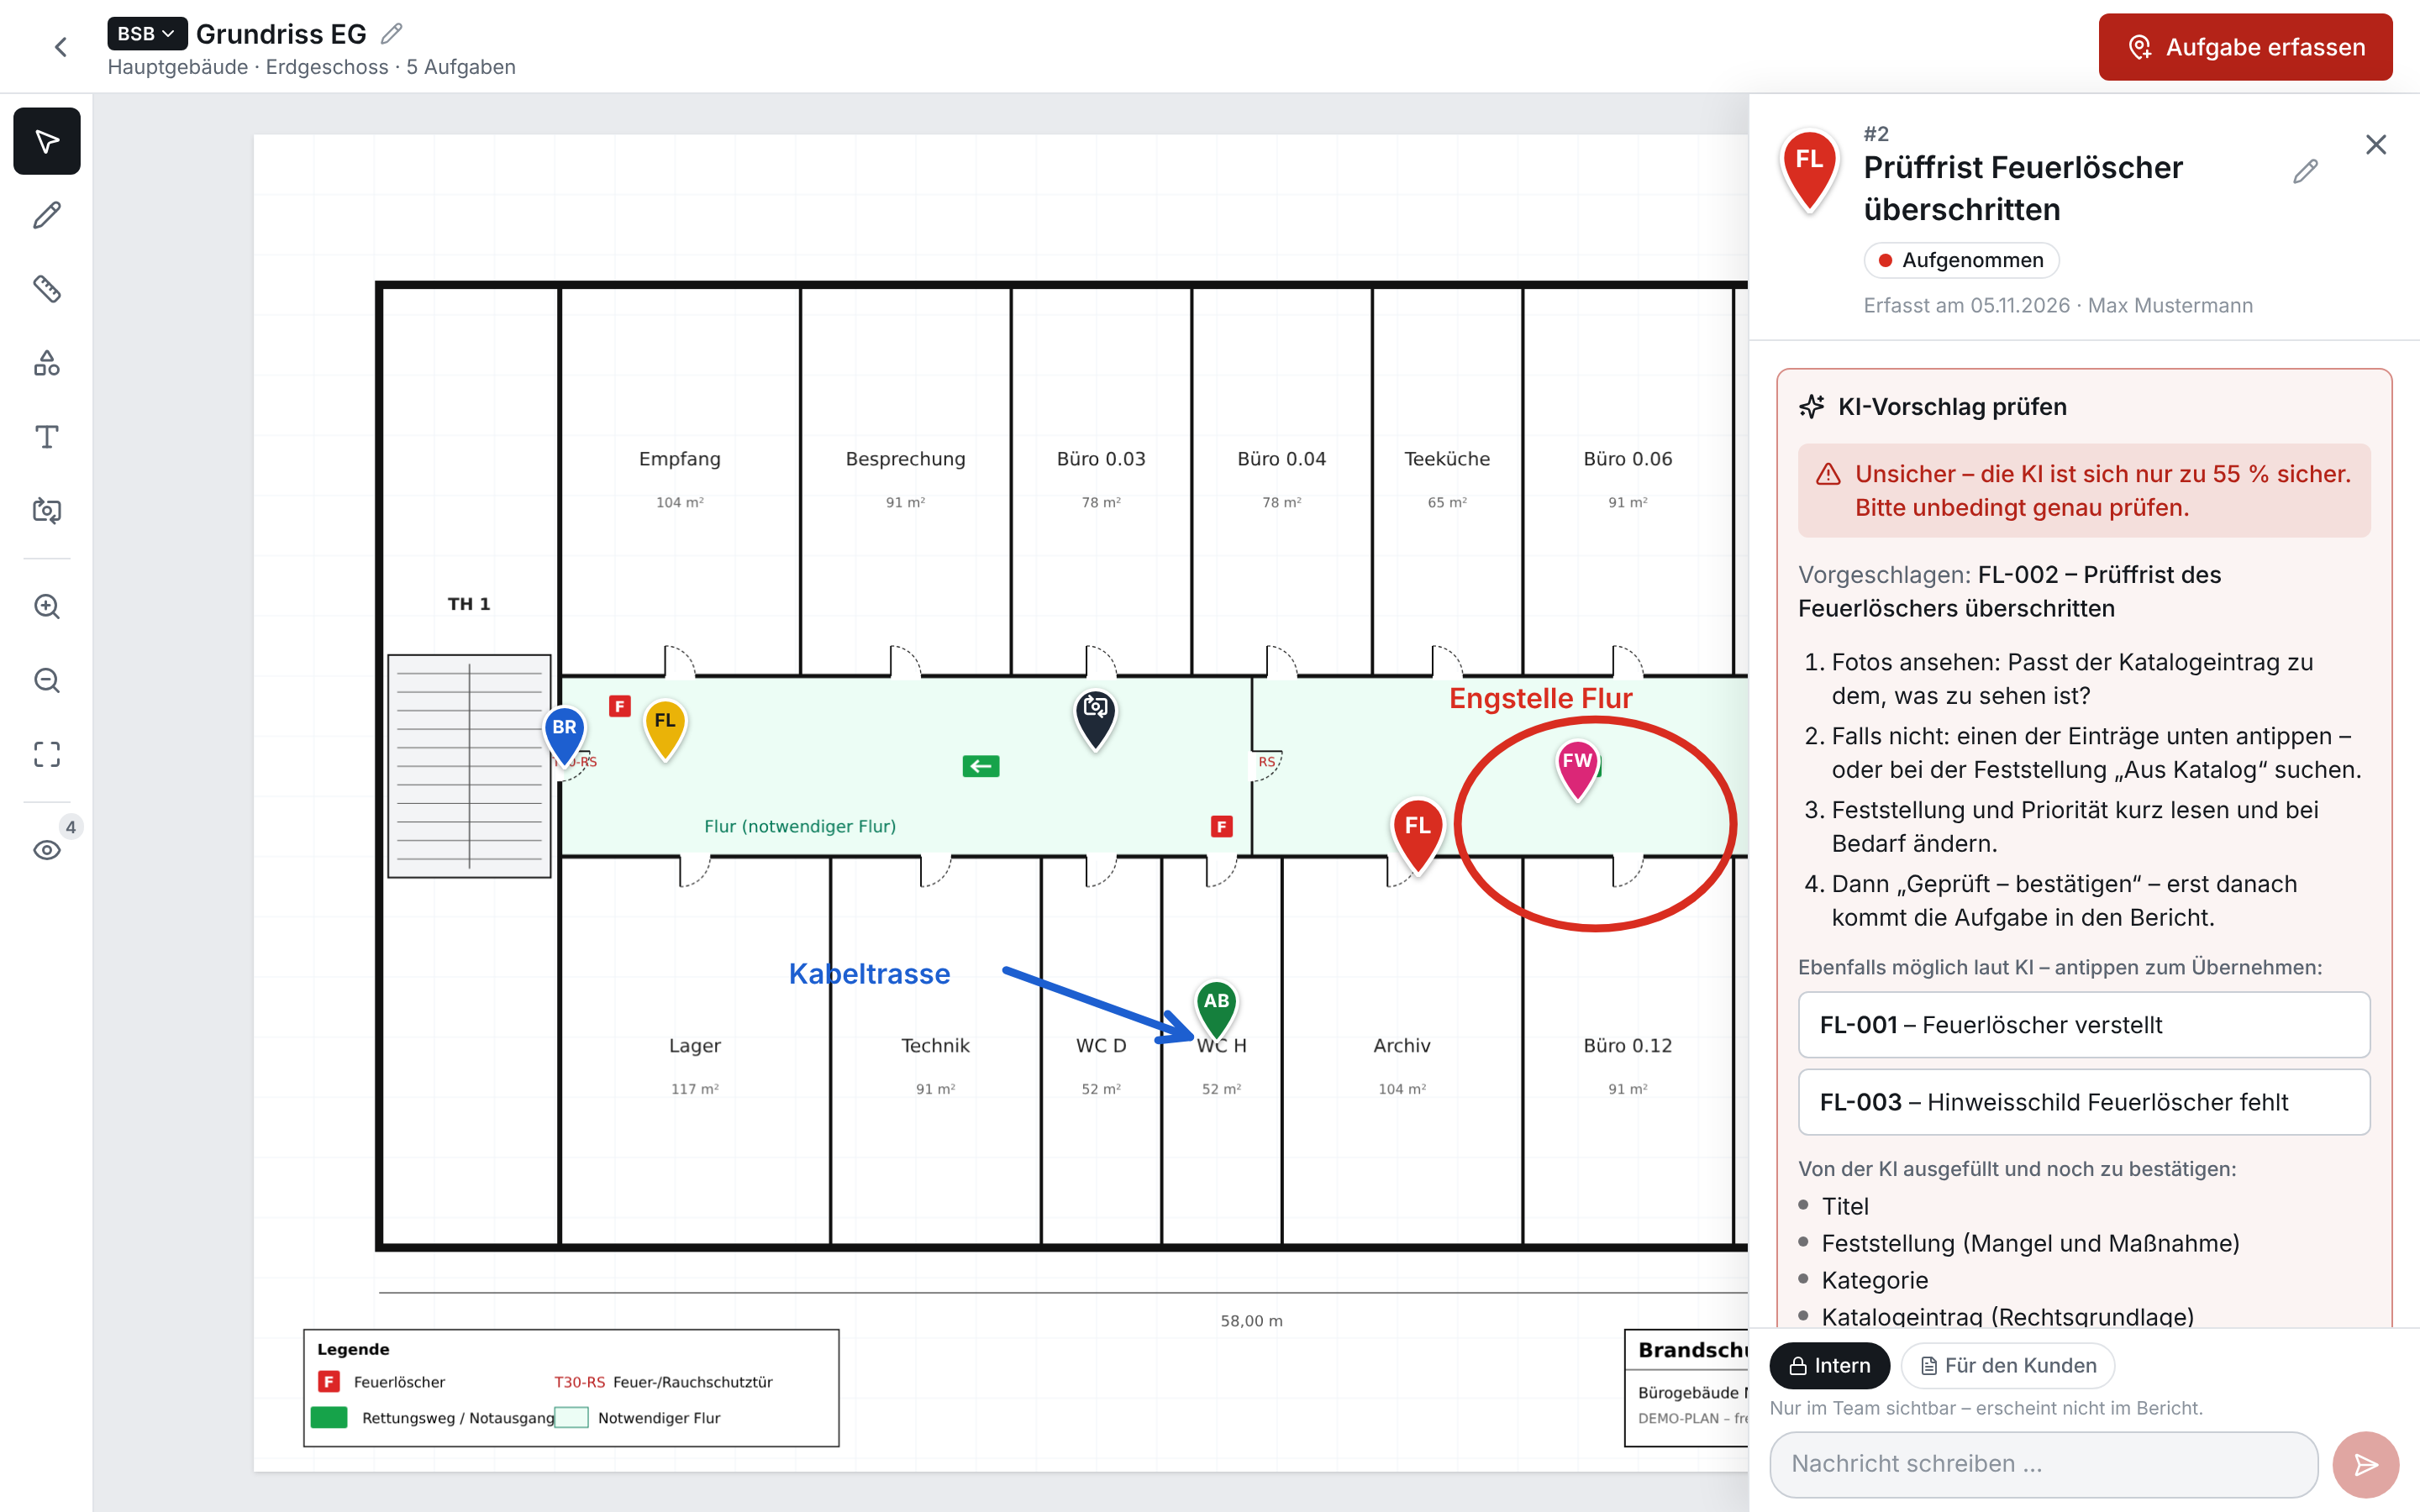 BSB
Grundriss EG
Hauptgebäude · Erdgeschoss · 5 Aufgaben
Aufgabe erfassen
4
Empfang
104 m²
Besprechung
91 m²
Büro 0.03
78 m²
Büro 0.04
78 m²
Teeküche
65 m²
Büro 0.06
91 m²
TH 1
F
BR
FL
Engstelle Flur
FW
RS
FL
F
Flur (notwendiger Flur)
Kabeltrasse
AB
Lager
117 m²
Technik
91 m²
WC D
52 m²
WC H
52 m²
Archiv
104 m²
Büro 0.12
91 m²
58,00 m
Legende
F Feuerlöscher
T30-RS Feuer-/Rauchschutztür
Rettungsweg / Notausgang
Notwendiger Flur
Bürogebäude
DEMO-PLAN –
FL
#2
Prüffrist Feuerlöscher
überschritten
Aufgenommen
Erfasst am 05.11.2026 · Max Mustermann
KI-Vorschlag prüfen
Unsicher – die KI ist sich nur zu 55 % sicher.
Bitte unbedingt genau prüfen.
Vorgeschlagen: FL-002 – Prüffrist des
Feuerlöschers überschritten
1. Fotos ansehen: Passt der Katalogeintrag zu
dem, was zu sehen ist?
2. Falls nicht: einen der Einträge unten antippen –
oder bei der Feststellung „Aus Katalog“ suchen.
3. Feststellung und Priorität kurz lesen und bei
Bedarf ändern.
4. Dann „Geprüft – bestätigen“ – erst danach
kommt die Aufgabe in den Bericht.
Ebenfalls möglich laut KI – antippen zum Übernehmen:
FL-001 – Feuerlöscher verstellt
FL-003 – Hinweisschild Feuerlöscher fehlt
Von der KI ausgefüllt und noch zu bestätigen:
Titel
Feststellung (Mangel und Maßnahme)
Kategorie
Katalogeintrag (Rechtsgrundlage)
Intern
Für den Kunden
Nur im Team sichtbar – erscheint nicht im Bericht.
Nachricht schreiben ...